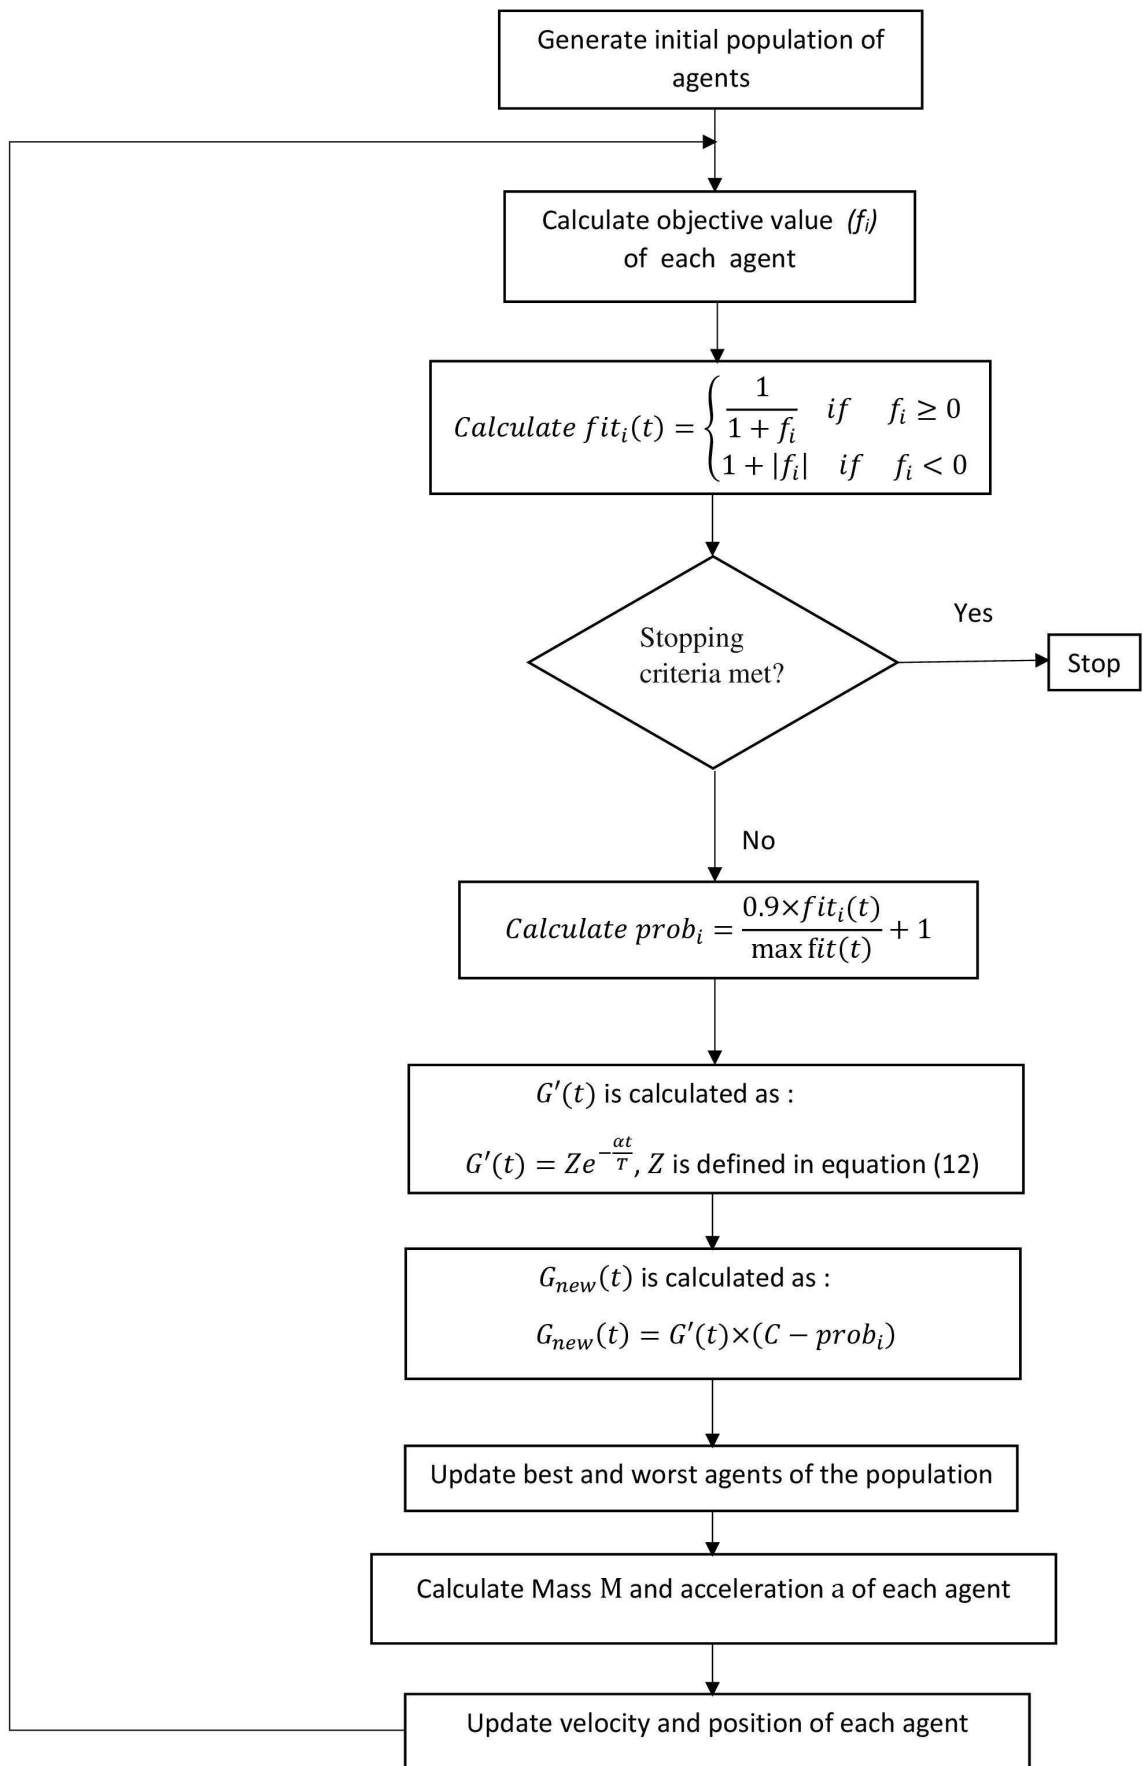 Generate initial population of
agents
Calculate objective value (fᵢ)
of each agent
Calculate fitᵢ(t) = { 1 / (1 + fᵢ) if fᵢ ≥ 0
1 + |fᵢ| if fᵢ < 0
Stopping
criteria met?
Yes
Stop
No
Calculate probᵢ = (0.9×fitᵢ(t)) / (max fit(t)) + 1
G′(t) is calculated as :
G′(t) = Ze^(−αt/T), Z is defined in equation (12)
G_new(t) is calculated as :
G_new(t) = G′(t)×(C − probᵢ)
Update best and worst agents of the population
Calculate Mass M and acceleration a of each agent
Update velocity and position of each agent